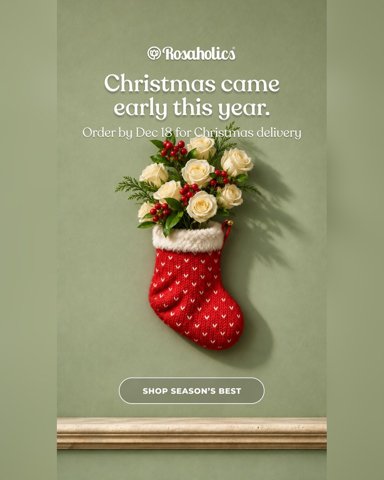 Rosaholics
Christmas came
early this year.
Order by Dec 18 for Christmas delivery
SHOP SEASON'S BEST